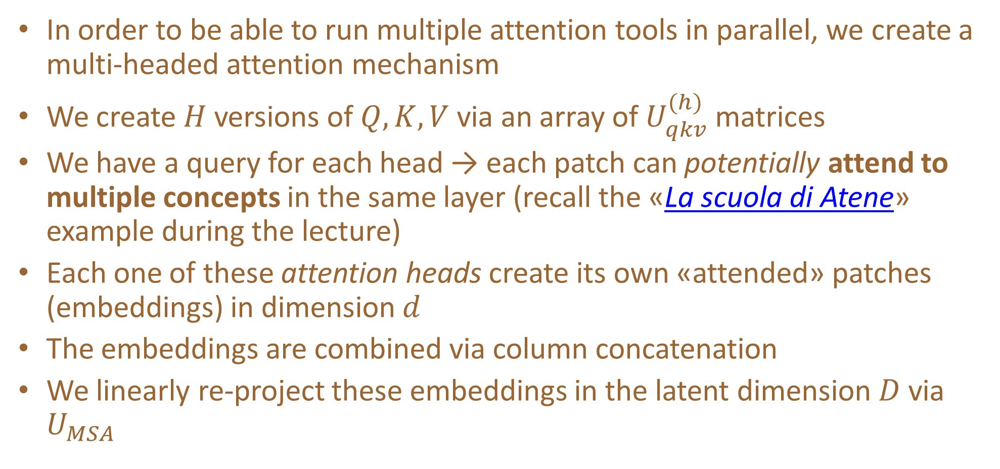 • In order to be able to run multiple attention tools in parallel, we create a
multi-headed attention mechanism
• We create H versions of Q, K, V via an array of U_{qkv}^{(h)} matrices
• We have a query for each head → each patch can potentially attend to
multiple concepts in the same layer (recall the «La scuola di Atene»
example during the lecture)
• Each one of these attention heads create its own «attended» patches
(embeddings) in dimension d
• The embeddings are combined via column concatenation
• We linearly re-project these embeddings in the latent dimension D via
U_{MSA}